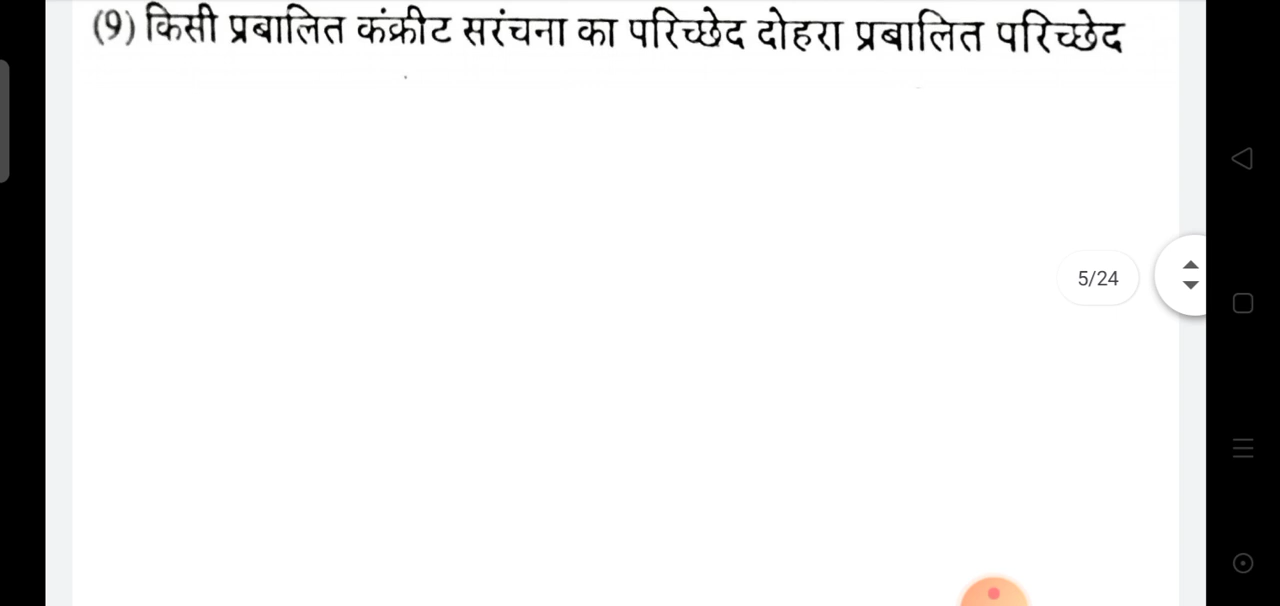 (9) किसी प्रबालित कंक्रीट सरंचना का परिच्छेद दोहरा प्रबालित परिच्छेद
5/24